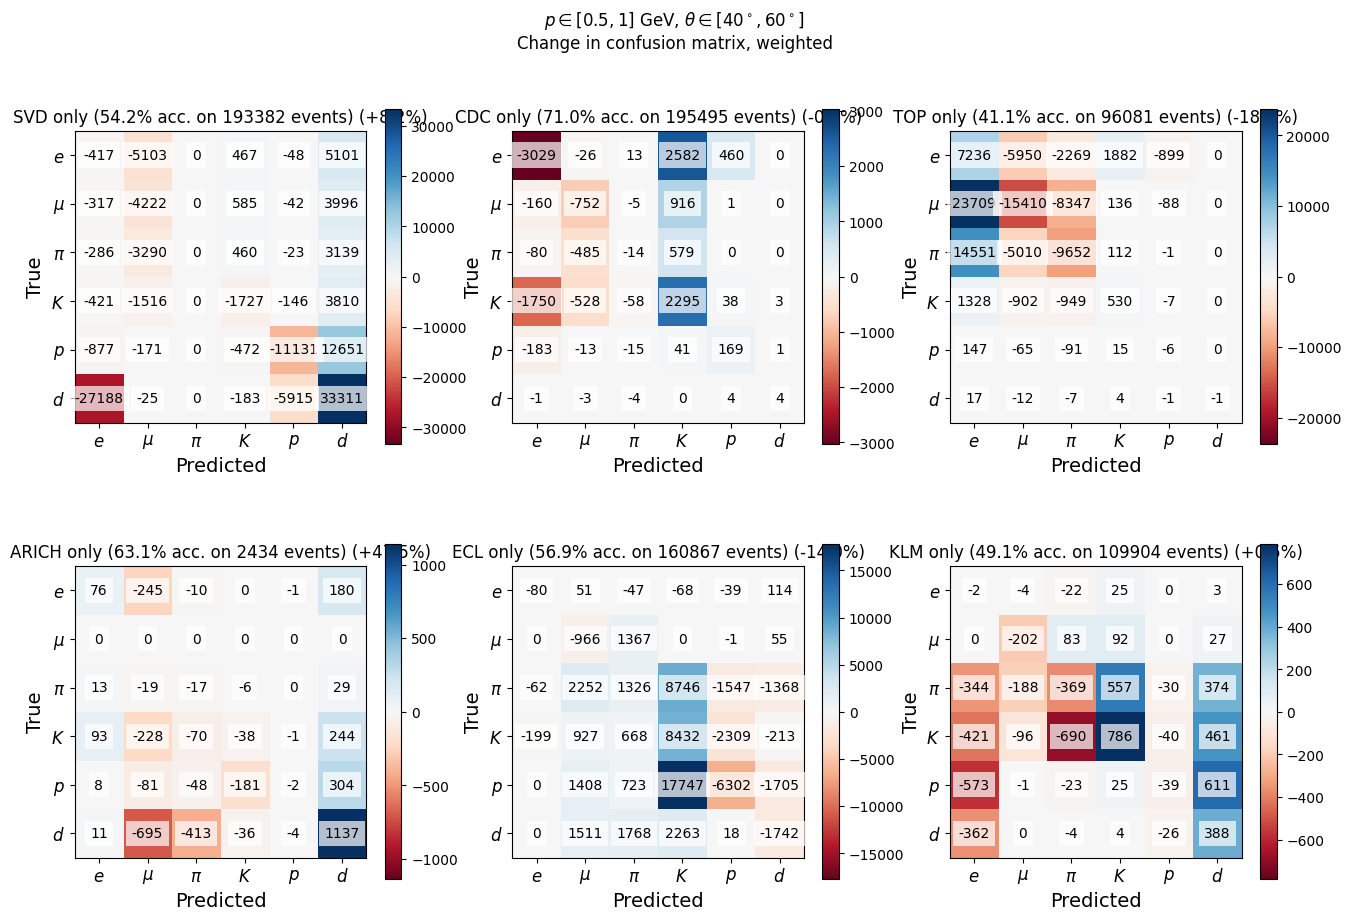 p ∈ [0.5, 1] GeV, θ ∈ [40°, 60°]
Change in confusion matrix, weighted
SVD only (54.2% acc. on 193382 events)
e -417 -5103 0 467 -48 5101
μ -317 -4222 0 585 -42 3996
π -286 -3290 0 460 -23 3139
K -421 -1516 0 -1727 -146 3810
p -877 -171 0 -472 -11131 12651
d -27188 -25 0 -183 -5915 33311
e μ π K p d
True
Predicted
30000
20000
10000
0
−10000
−20000
−30000
CDC only (71.0% acc. on 195495 events)
e -3029 -26 13 2582 460 0
μ -160 -752 -5 916 1 0
π -80 -485 -14 579 0 0
K -1750 -528 -58 2295 38 3
p -183 -13 -15 41 169 1
d -1 -3 -4 0 4 4
e μ π K p d
True
Predicted
3000
2000
1000
0
−1000
−2000
−3000
TOP only (41.1% acc. on 96081 events)
e 7236 -5950 -2269 1882 -899 0
μ 23709 -15410 -8347 136 -88 0
π 14551 -5010 -9652 112 -1 0
K 1328 -902 -949 530 -7 0
p 147 -65 -91 15 -6 0
d 17 -12 -7 4 -1 -1
e μ π K p d
True
Predicted
20000
10000
0
−10000
−20000
ARICH only (63.1% acc. on 2434 events)
e 76 -245 -10 0 -1 180
μ 0 0 0 0 0 0
π 13 -19 -17 -6 0 29
K 93 -228 -70 -38 -1 244
p 8 -81 -48 -181 -2 304
d 11 -695 -413 -36 -4 1137
e μ π K p d
True
Predicted
1000
500
0
−500
−1000
ECL only (56.9% acc. on 160867 events)
e -80 51 -47 -68 -39 114
μ 0 -966 1367 0 -1 55
π -62 2252 1326 8746 -1547 -1368
K -199 927 668 8432 -2309 -213
p 0 1408 723 17747 -6302 -1705
d 0 1511 1768 2263 18 -1742
e μ π K p d
True
Predicted
15000
10000
5000
0
−5000
−10000
−15000
KLM only (49.1% acc. on 109904 events)
e -2 -4 -22 25 0 3
μ 0 -202 83 92 0 27
π -344 -188 -369 557 -30 374
K -421 -96 -690 786 -40 461
p -573 -1 -23 25 -39 611
d -362 0 -4 4 -26 388
e μ π K p d
True
Predicted
600
400
200
0
−200
−400
−600